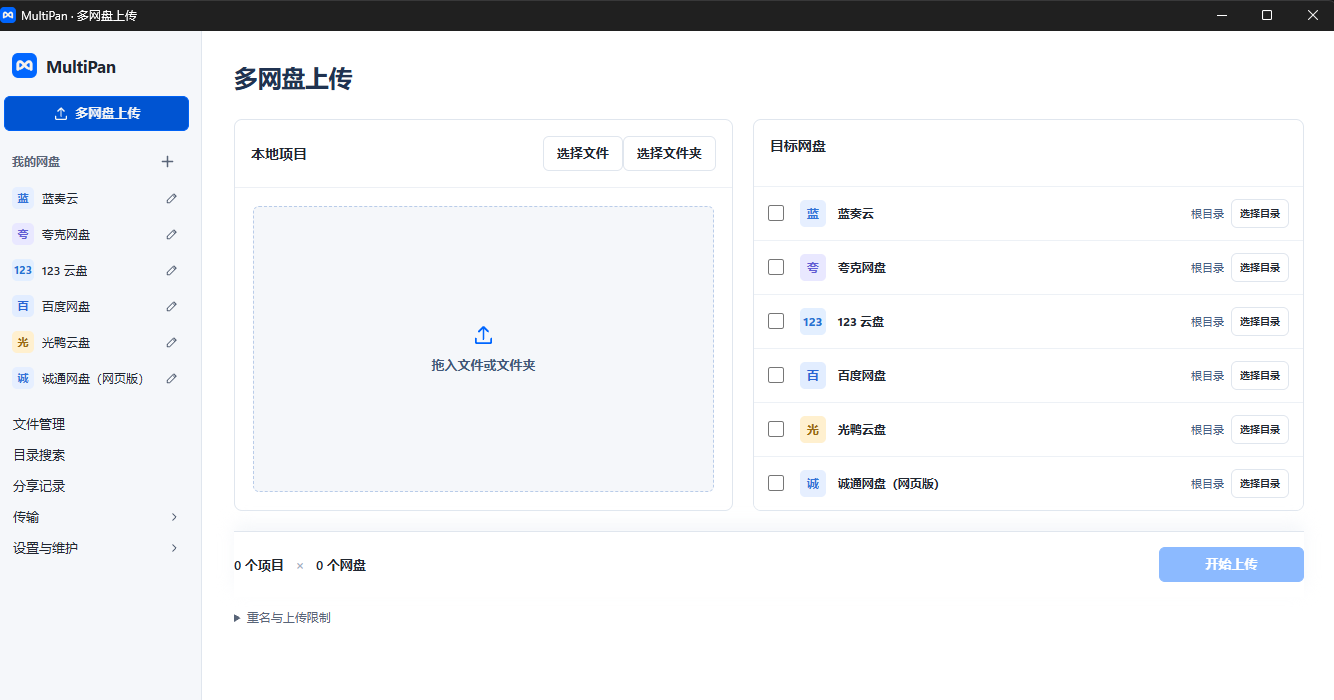 MultiPan · 多网盘上传
MultiPan
多网盘上传
我的网盘
蓝 蓝奏云
夸 夸克网盘
123 123 云盘
百 百度网盘
光 光鸭云盘
诚 诚通网盘（网页版）
文件管理
目录搜索
分享记录
传输
设置与维护
多网盘上传
本地项目 选择文件 选择文件夹
拖入文件或文件夹
目标网盘
蓝 蓝奏云 根目录 选择目录
夸 夸克网盘 根目录 选择目录
123 123 云盘 根目录 选择目录
百 百度网盘 根目录 选择目录
光 光鸭云盘 根目录 选择目录
诚 诚通网盘（网页版） 根目录 选择目录
0 个项目 × 0 个网盘 开始上传
重名与上传限制